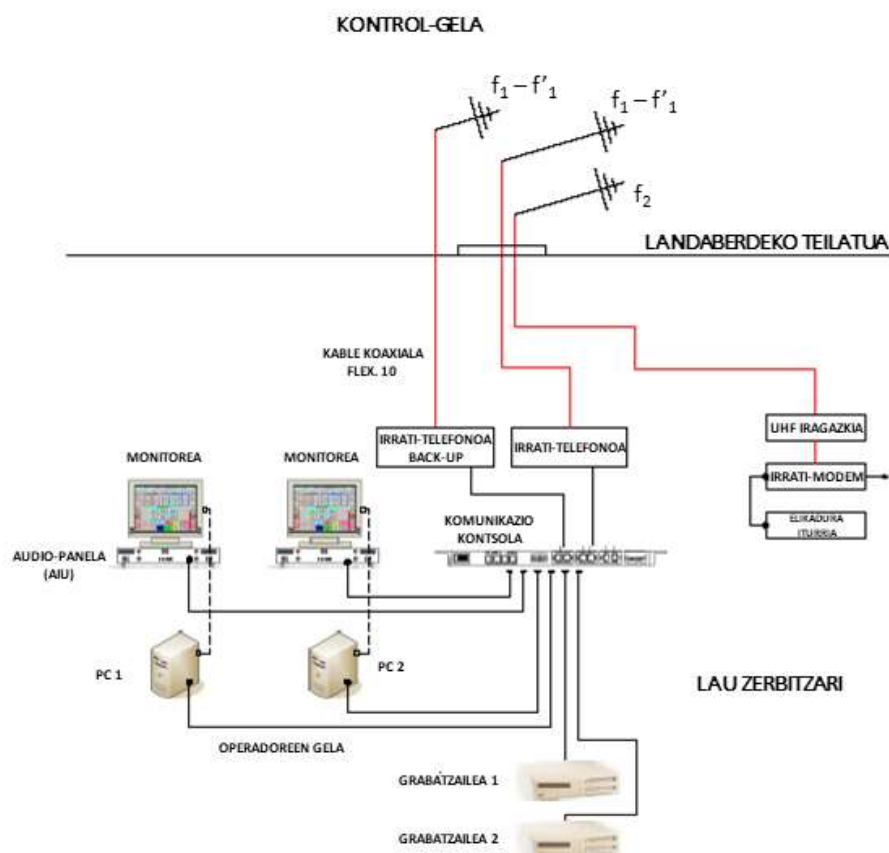 KONTROL-GELA
f₁ – f'₁
f₁ – f'₁
f₂
LANDABERDEKO TEILATUA
KABLE KOAXIALA
FLEX. 10
UHF IRAGAZKIA
IRRATI-TELEFONOA
BACK-UP
IRRATI-TELEFONOA
MONITOREA
MONITOREA
IRRATI-MODEM
KOMUNIKAZIO
KONTSOLA
ELIKADURA
ITURRIA
AUDIO-PANELA
(AIU)
PC 1
PC 2
LAU ZERBITZARI
OPERADOREEN GELA
GRABATZAILEA 1
GRABATZAILEA 2